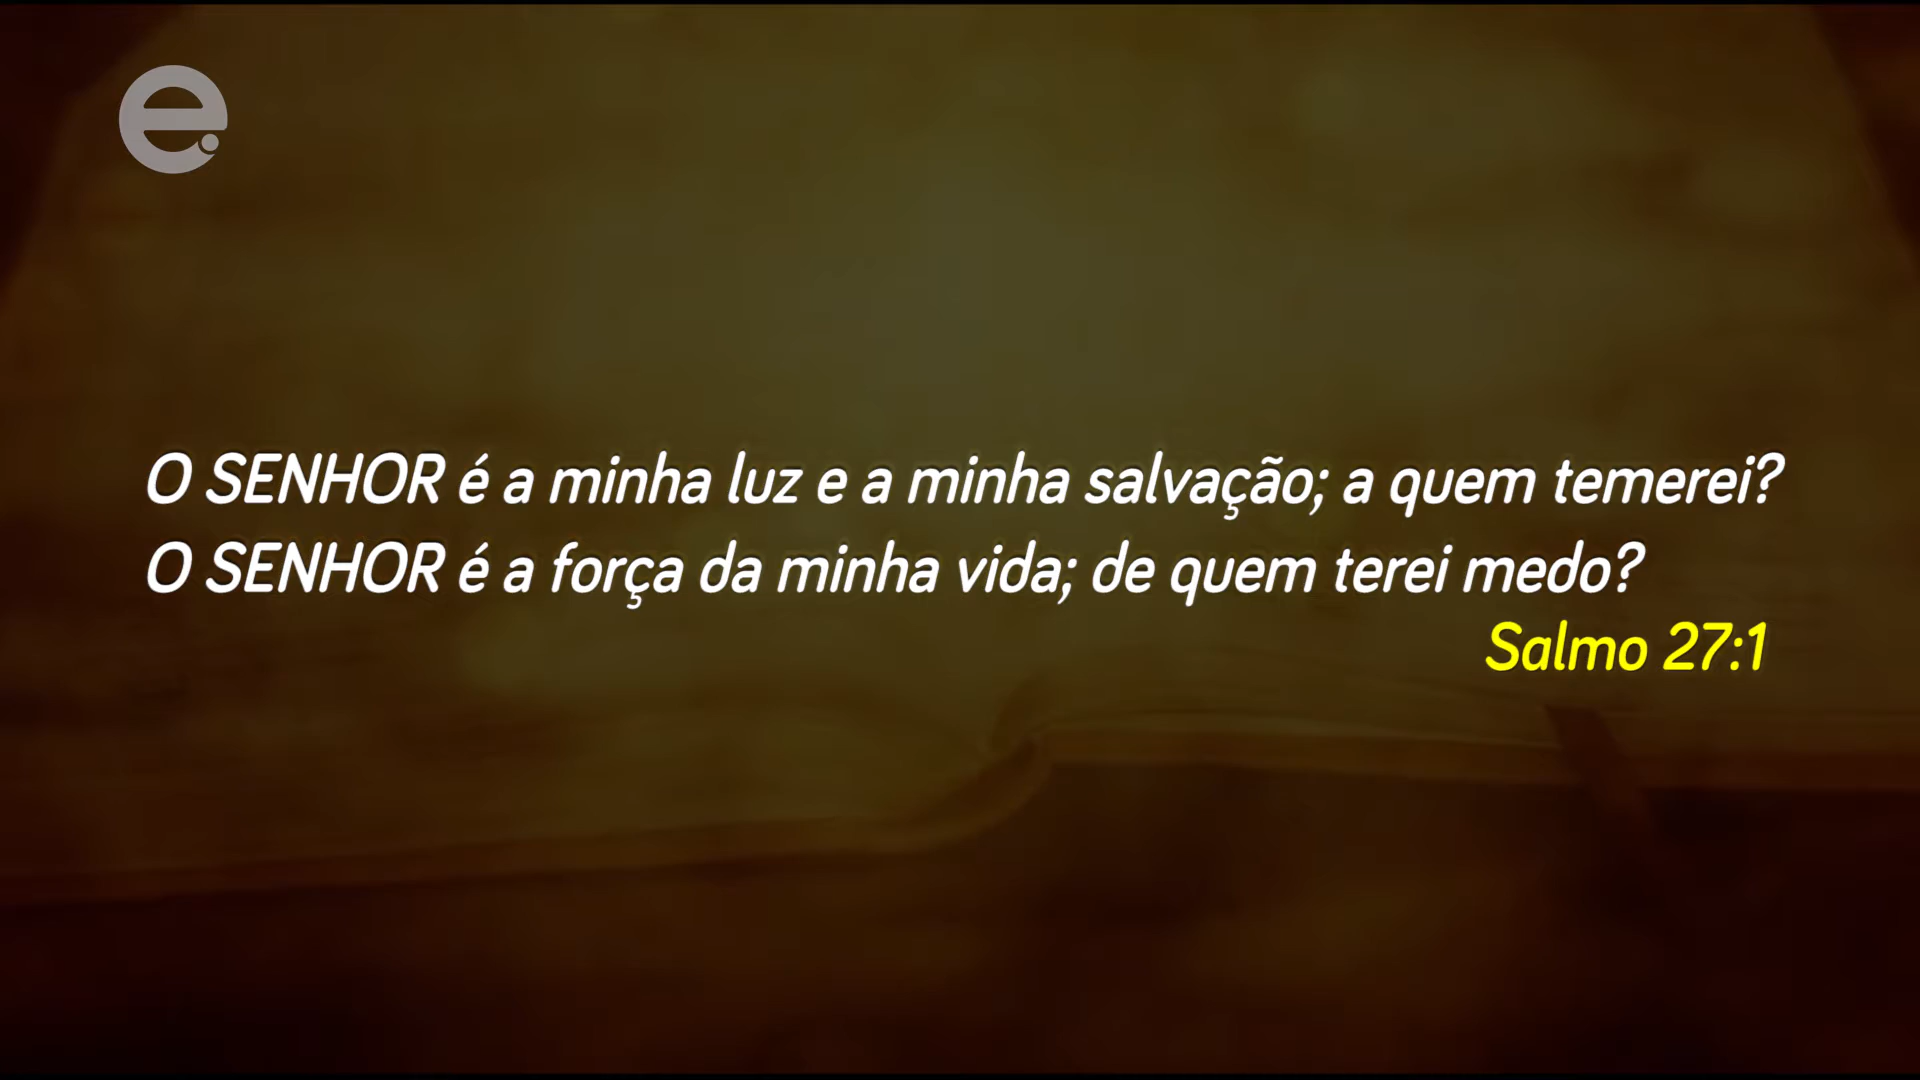 e
O SENHOR é a minha luz e a minha salvação; a quem temerei?
O SENHOR é a força da minha vida; de quem terei medo?
Salmo 27:1